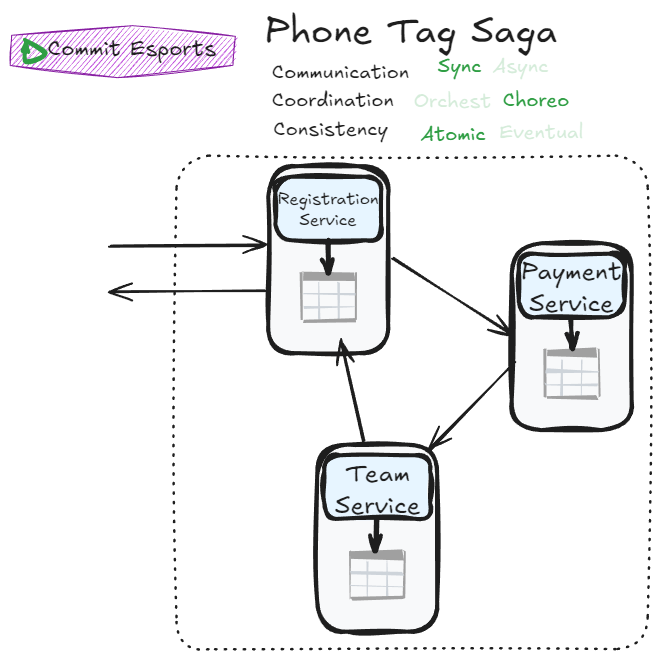 Commit Esports
Phone Tag Saga
Communication Sync Async
Coordination Orchest Choreo
Consistency Atomic Eventual
Registration
Service
Payment
Service
Team
Service